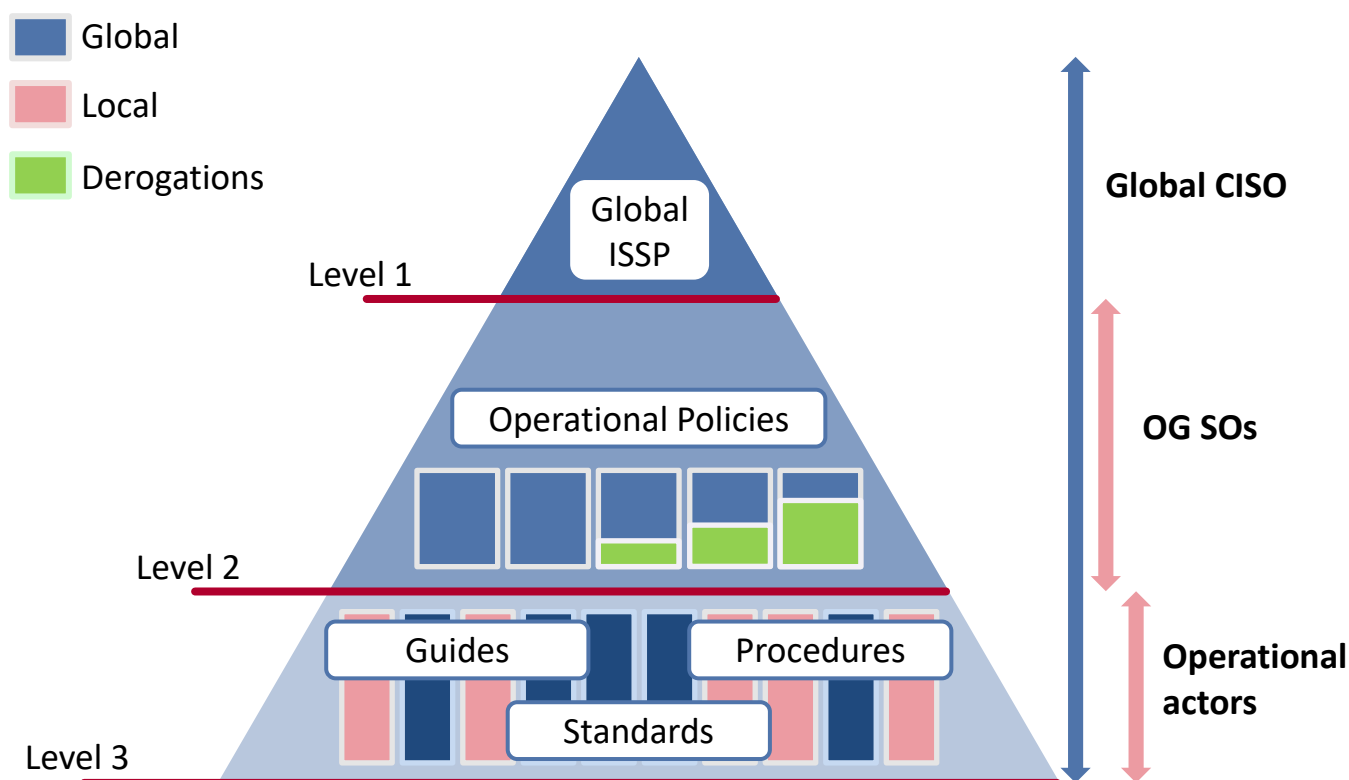 Global
Local
Derogations
Global
ISSP
Global CISO
Level 1
Operational Policies
OG SOs
Level 2
Guides
Procedures
Operational
actors
Standards
Level 3